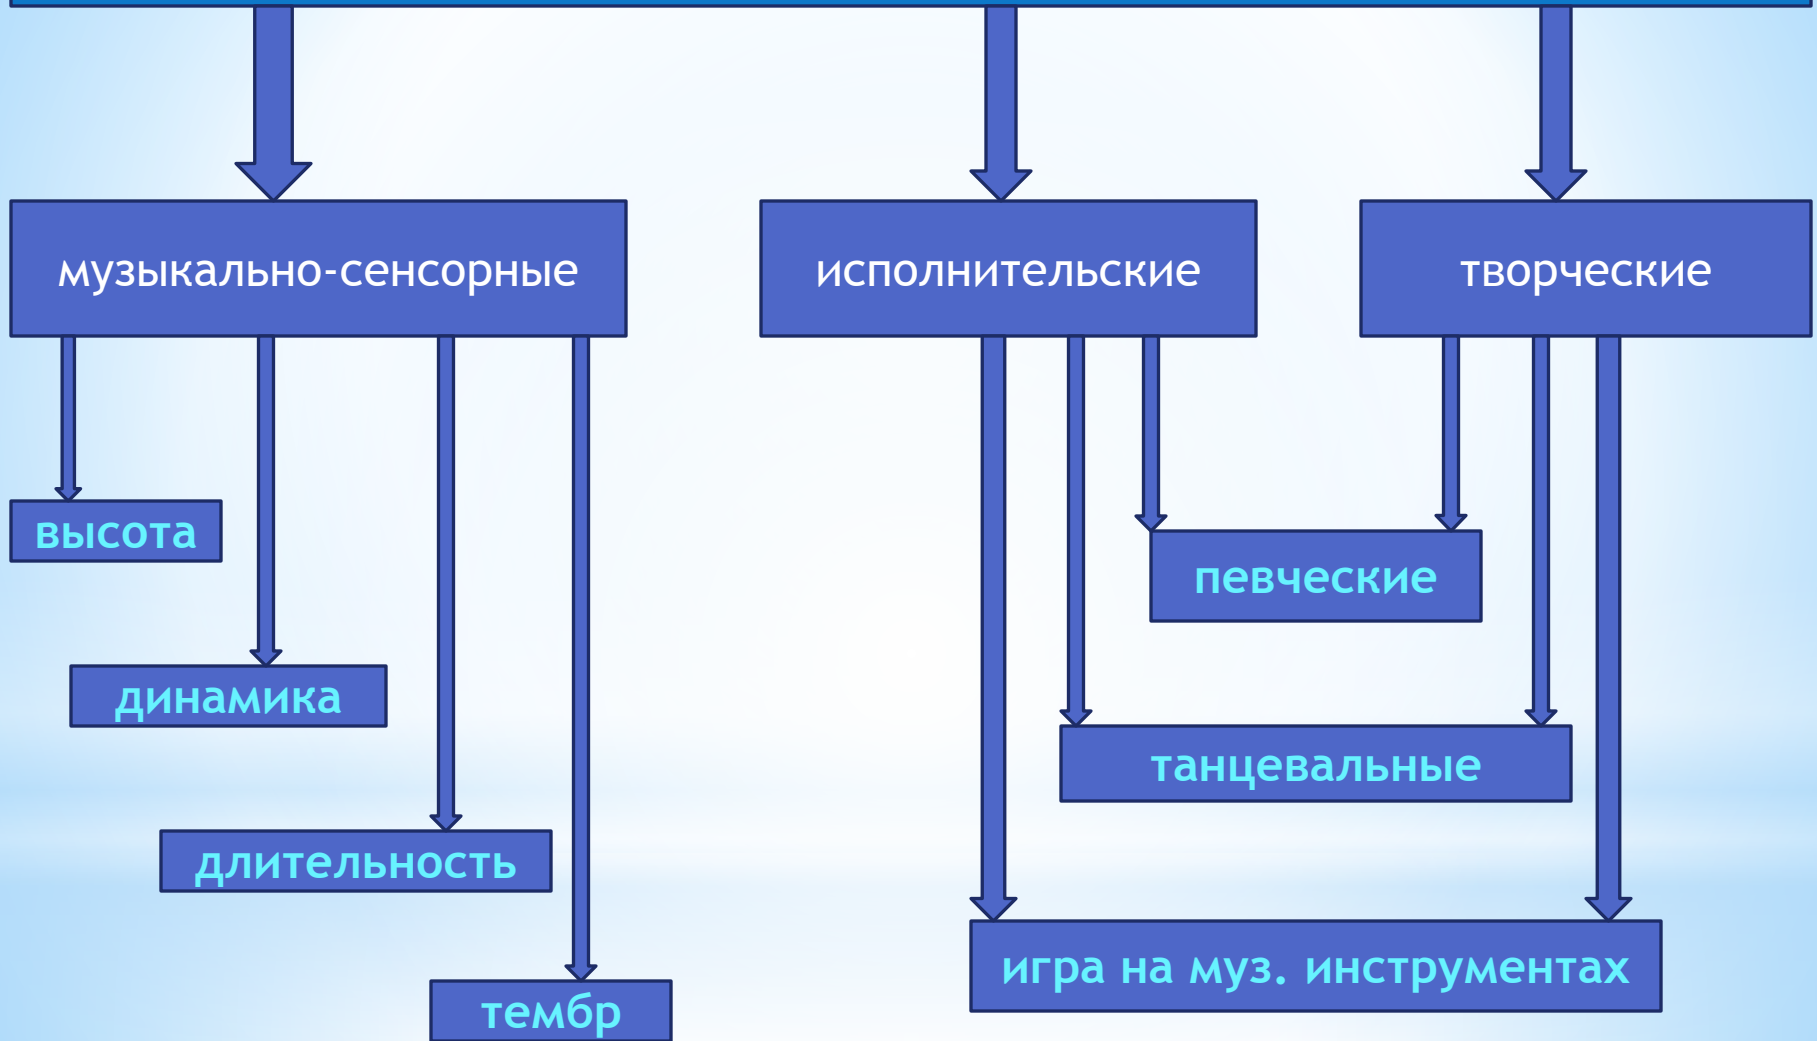 музыкально-сенсорные
исполнительские
творческие
высота
динамика
длительность
тембр
певческие
танцевальные
игра на муз. инструментах